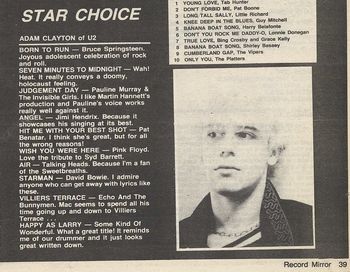 STAR CHOICE
ADAM CLAYTON of U2
BORN TO RUN — Bruce Springsteen.
Joyous adolescent celebration of rock
and roll.
SEVEN MINUTES TO MIDNIGHT — Wah!
Heat. It really conveys a doomy,
holocaust feeling.
JUDGEMENT DAY — Pauline Murray &
The Invisible Girls. I like Martin Hannett's
production and Pauline's voice works
really well against it.
ANGEL — Jimi Hendrix. Because it
showcases his singing at its best.
HIT ME WITH YOUR BEST SHOT — Pat
Benatar. I think she's great, but for all
the wrong reasons!
WISH YOU WERE HERE — Pink Floyd.
Love the tribute to Syd Barrett.
AIR — Talking Heads. Because I'm a fan
of the Sweetbreaths.
STARMAN — David Bowie. I admire
anyone who can get away with lyrics like
these.
VILLIERS TERRACE — Echo And The
Bunnymen. Mac seems to spend all his
time going up and down to Villiers
Terrace . . .
HAPPY AS LARRY — Some Kind Of
Wonderful. What a great title! It reminds
me of our drummer and it just looks
great written down.
1 YOUNG LOVE, Tab Hunter
2 DON'T FORBID ME, Pat Boone
3 LONG TALL SALLY, Little Richard
4 KNEE DEEP IN THE BLUES, Guy Mitchell
5 BANANA BOAT SONG, Harry Belafonte
6 DON'T YOU ROCK ME DADDY-O, Lonnie Donegan
7 TRUE LOVE, Bing Crosby and Grace Kelly
8 BANANA BOAT SONG, Shirley Bassey
9 CUMBERLAND GAP, The Vipers
10 ONLY YOU, The Platters
Record Mirror 39